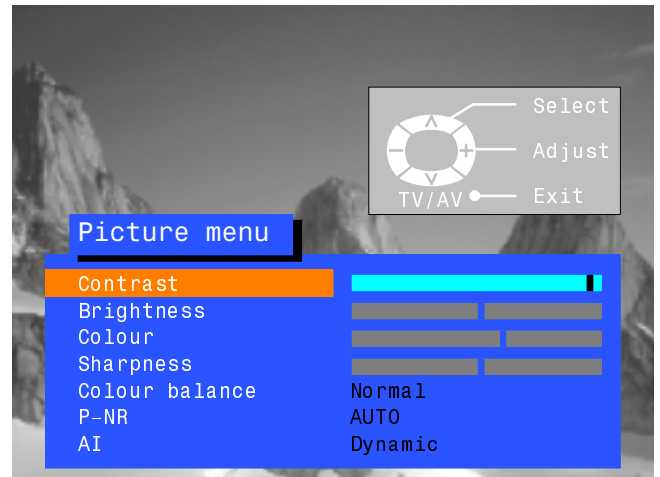 Select
Adjust
TV/AV Exit
Picture menu
Contrast
Brightness
Colour
Sharpness
Colour balance Normal
P-NR AUTO
AI Dynamic